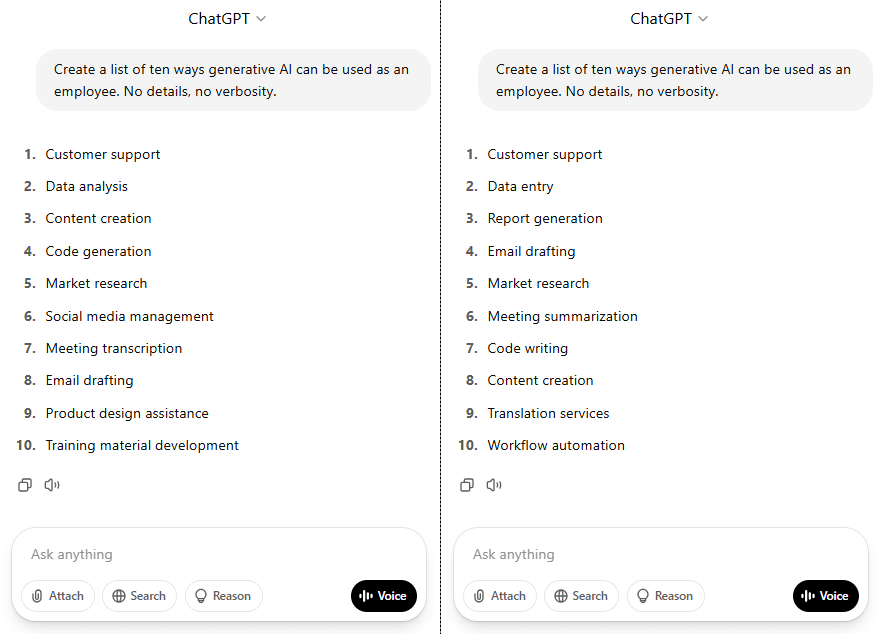 ChatGPT
Create a list of ten ways generative AI can be used as an
employee. No details, no verbosity.
1. Customer support
2. Data analysis
3. Content creation
4. Code generation
5. Market research
6. Social media management
7. Meeting transcription
8. Email drafting
9. Product design assistance
10. Training material development
Ask anything
Attach Search Reason Voice
ChatGPT
Create a list of ten ways generative AI can be used as an
employee. No details, no verbosity.
1. Customer support
2. Data entry
3. Report generation
4. Email drafting
5. Market research
6. Meeting summarization
7. Code writing
8. Content creation
9. Translation services
10. Workflow automation
Ask anything
Attach Search Reason Voice